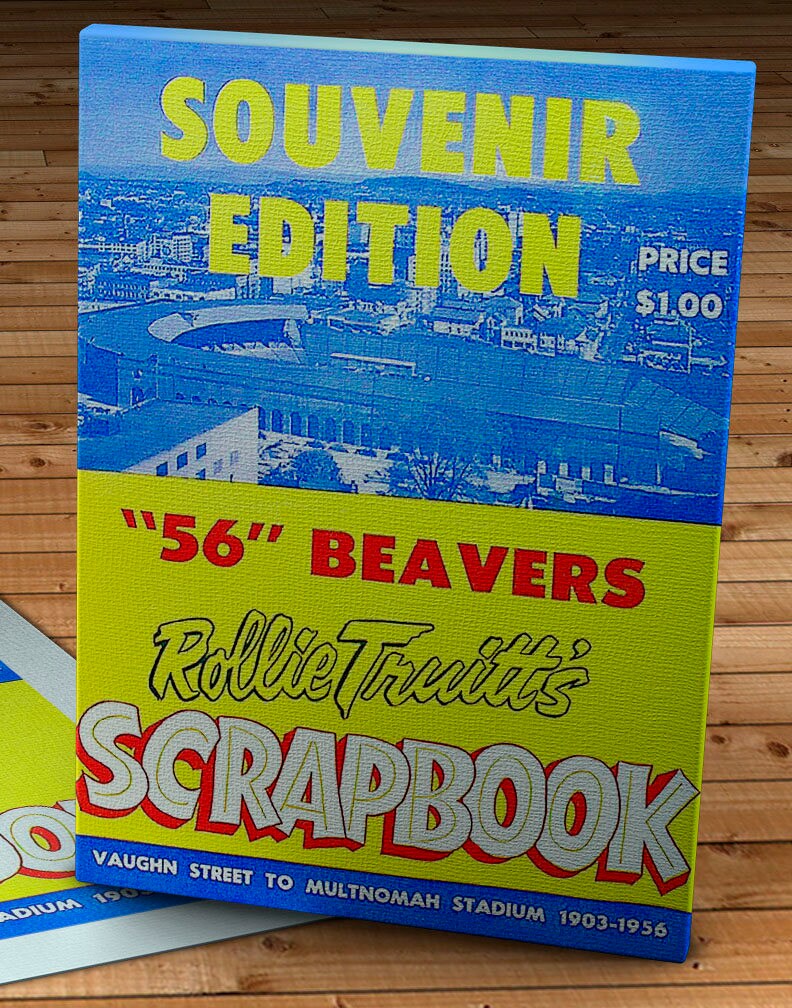 SOUVENIR
EDITION
PRICE
$1.00
"56" BEAVERS
Rollie Truitt's
SCRAPBOOK
VAUGHN STREET TO MULTNOMAH STADIUM 1903-1956